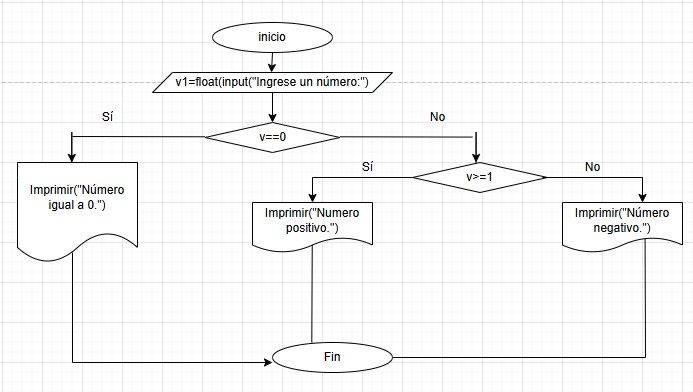 inicio
v1=float(input("Ingrese un número:")
Sí
No
v==0
Sí
No
v>=1
Imprimir("Número
igual a 0.")
Imprimir("Numero
positivo.")
Imprimir("Número
negativo.")
Fin